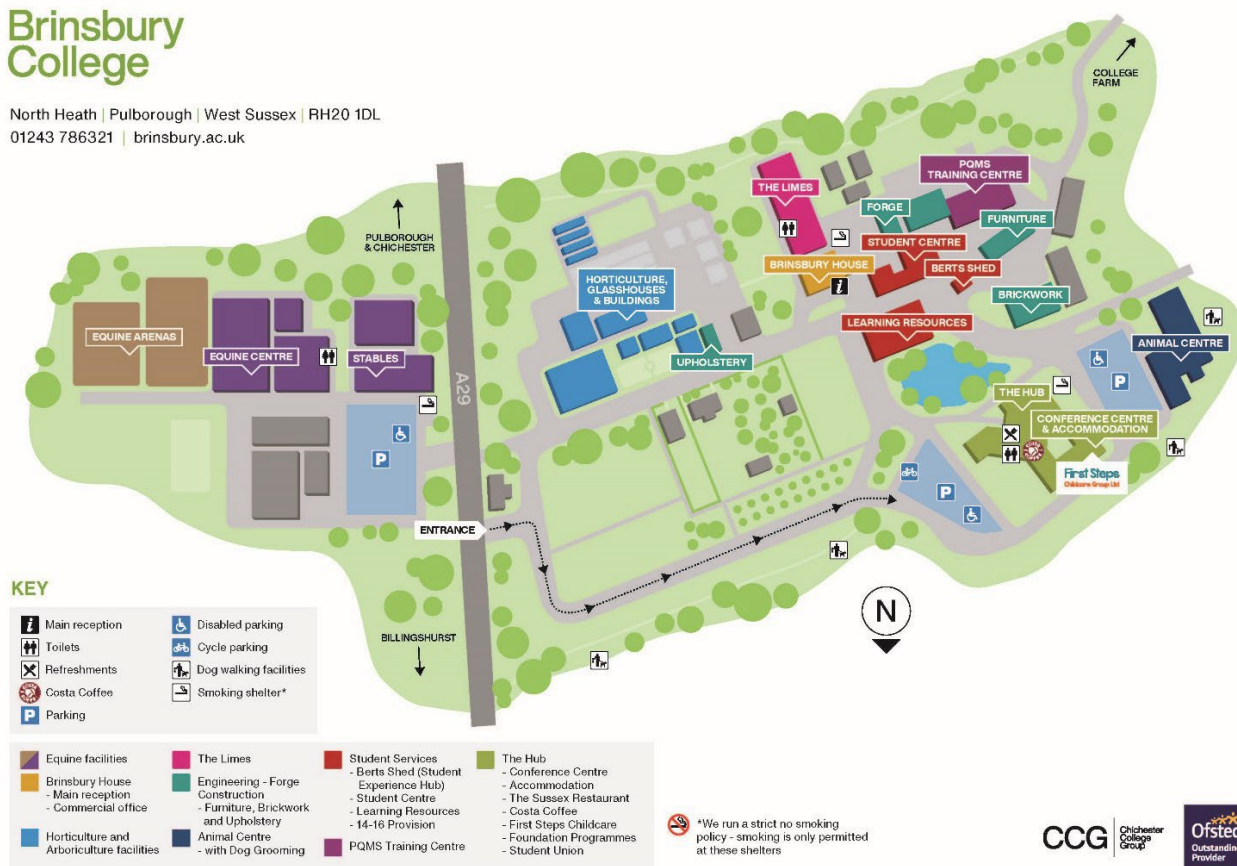 Brinsbury
College
North Heath | Pulborough | West Sussex | RH20 1DL
01243 786321 | brinsbury.ac.uk
COLLEGE
FARM
PULBOROUGH
& CHICHESTER
THE LIMES
PQMS
TRAINING CENTRE
FORGE
FURNITURE
STUDENT CENTRE
BRINSBURY HOUSE
BERTS SHED
HORTICULTURE,
GLASSHOUSES
& BUILDINGS
BRICKWORK
LEARNING RESOURCES
EQUINE ARENAS
EQUINE CENTRE
STABLES
A29
UPHOLSTERY
ANIMAL CENTRE
THE HUB
CONFERENCE CENTRE
& ACCOMMODATION
First Steps
Childcare Group Ltd
P
P
P
ENTRANCE
N
BILLINGSHURST
KEY
Main reception
Toilets
Refreshments
Costa Coffee
P Parking
Disabled parking
Cycle parking
Dog walking facilities
Smoking shelter*
Equine facilities
Brinsbury House
- Main reception
- Commercial office
Horticulture and
Arboriculture facilities
The Limes
Engineering - Forge
Construction
- Furniture, Brickwork
and Upholstery
Animal Centre
- with Dog Grooming
Student Services
- Berts Shed (Student
Experience Hub)
- Student Centre
- Learning Resources
- 14-16 Provision
PQMS Training Centre
The Hub
- Conference Centre
- Accommodation
- The Sussex Restaurant
- Costa Coffee
- First Steps Childcare
- Foundation Programmes
- Student Union
*We run a strict no smoking
policy - smoking is only permitted
at these shelters
CCG
Chichester
College
Group
Ofsted
Outstanding
Provider